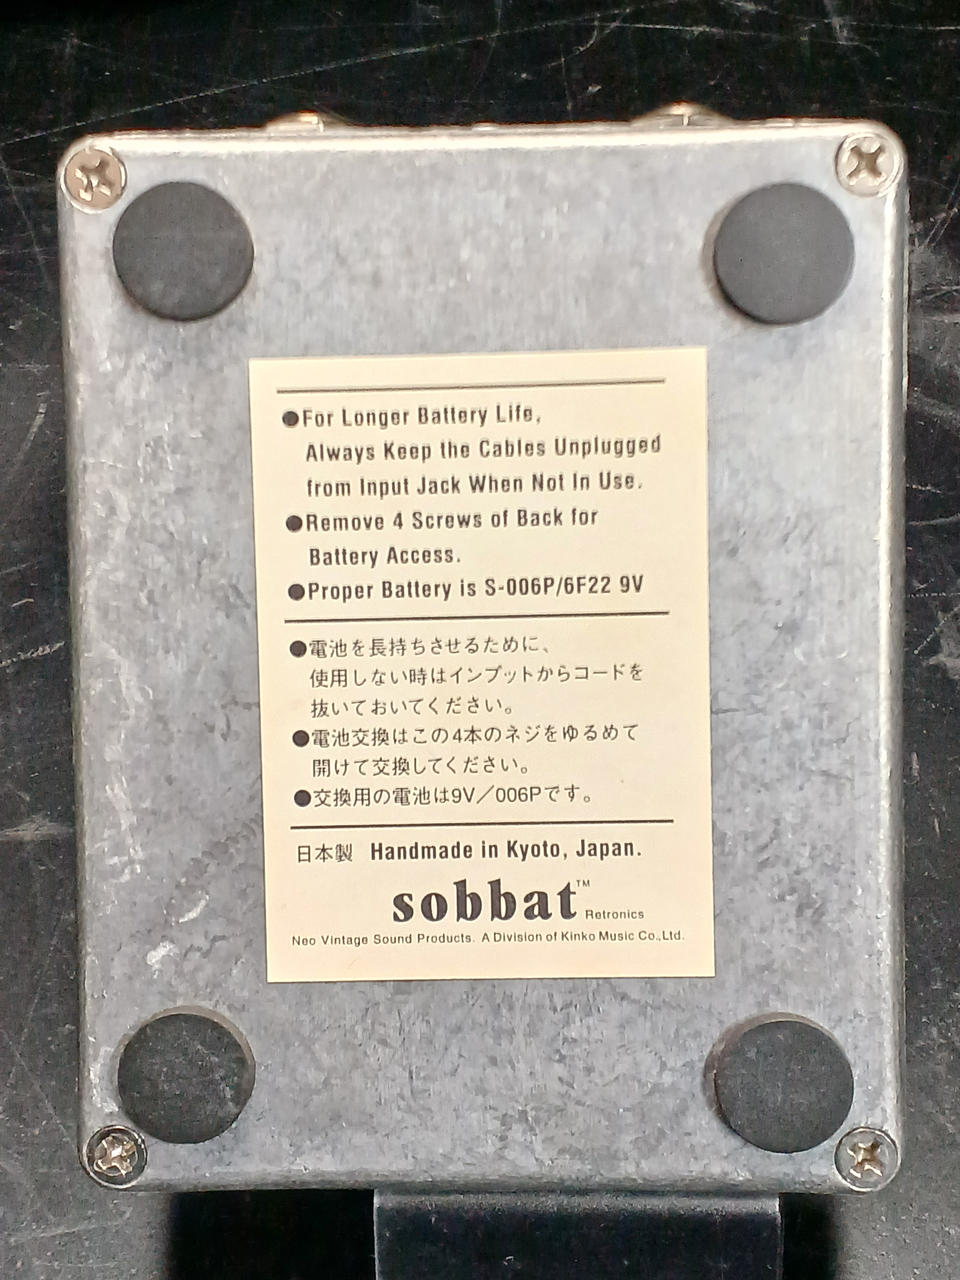 ●For Longer Battery Life,
Always Keep the Cables Unplugged
from Input Jack When Not In Use.
●Remove 4 Screws of Back for
Battery Access.
●Proper Battery is S-006P/6F22 9V
●電池を長持ちさせるために、
使用しない時はインプットからコードを
抜いておいてください。
●電池交換はこの4本のネジをゆるめて
開けて交換してください。
●交換用の電池は9V/006Pです。
日本製 Handmade in Kyoto, Japan.
sobbat™ Retronics
Neo Vintage Sound Products. A Division of Kinko Music Co.,Ltd.